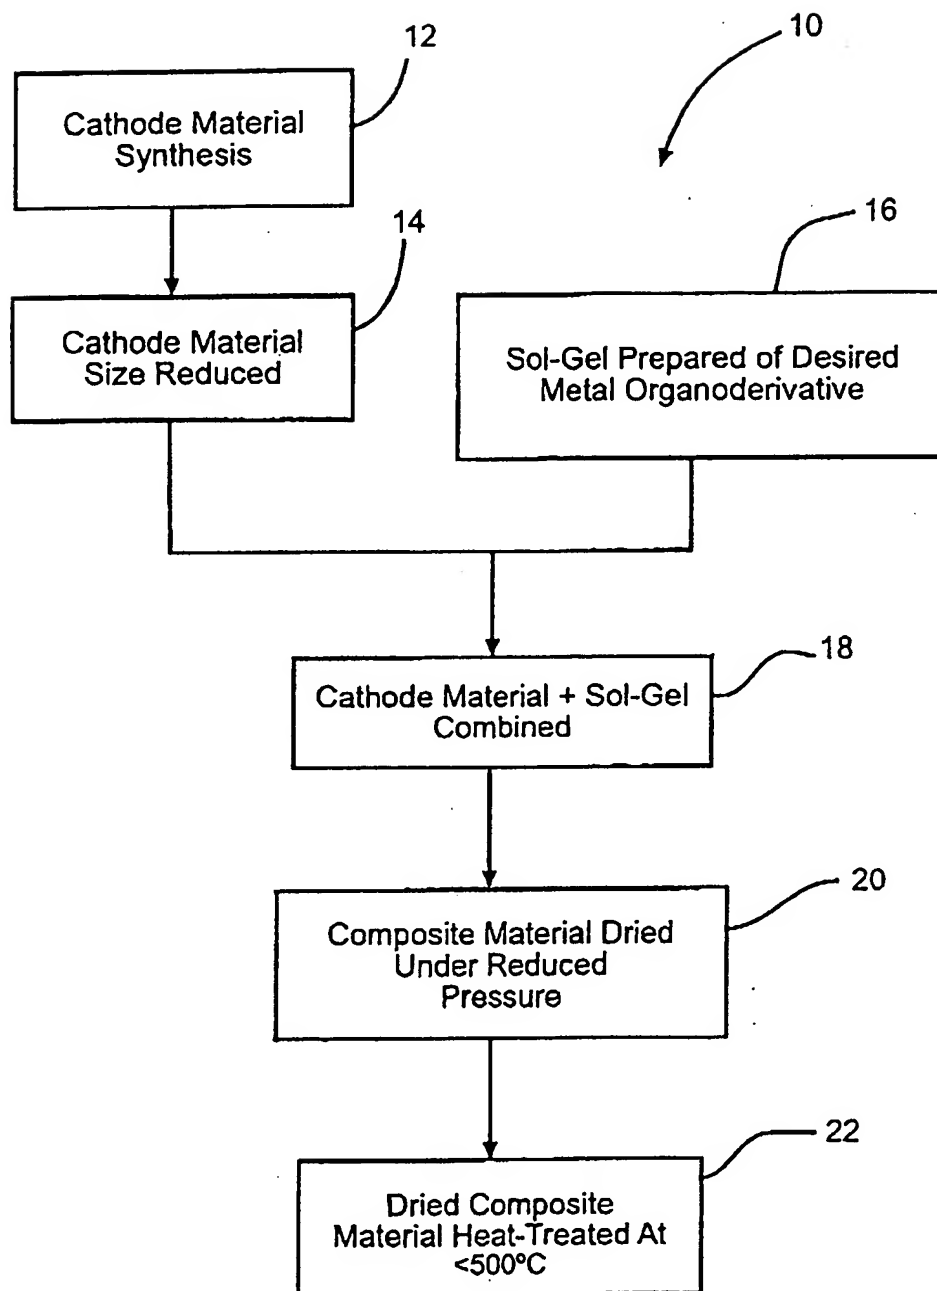 10
12
Cathode Material
Synthesis
14
16
Cathode Material
Size Reduced
Sol-Gel Prepared of Desired
Metal Organoderivative
18
Cathode Material + Sol-Gel
Combined
20
Composite Material Dried
Under Reduced
Pressure
22
Dried Composite
Material Heat-Treated At
<500°C